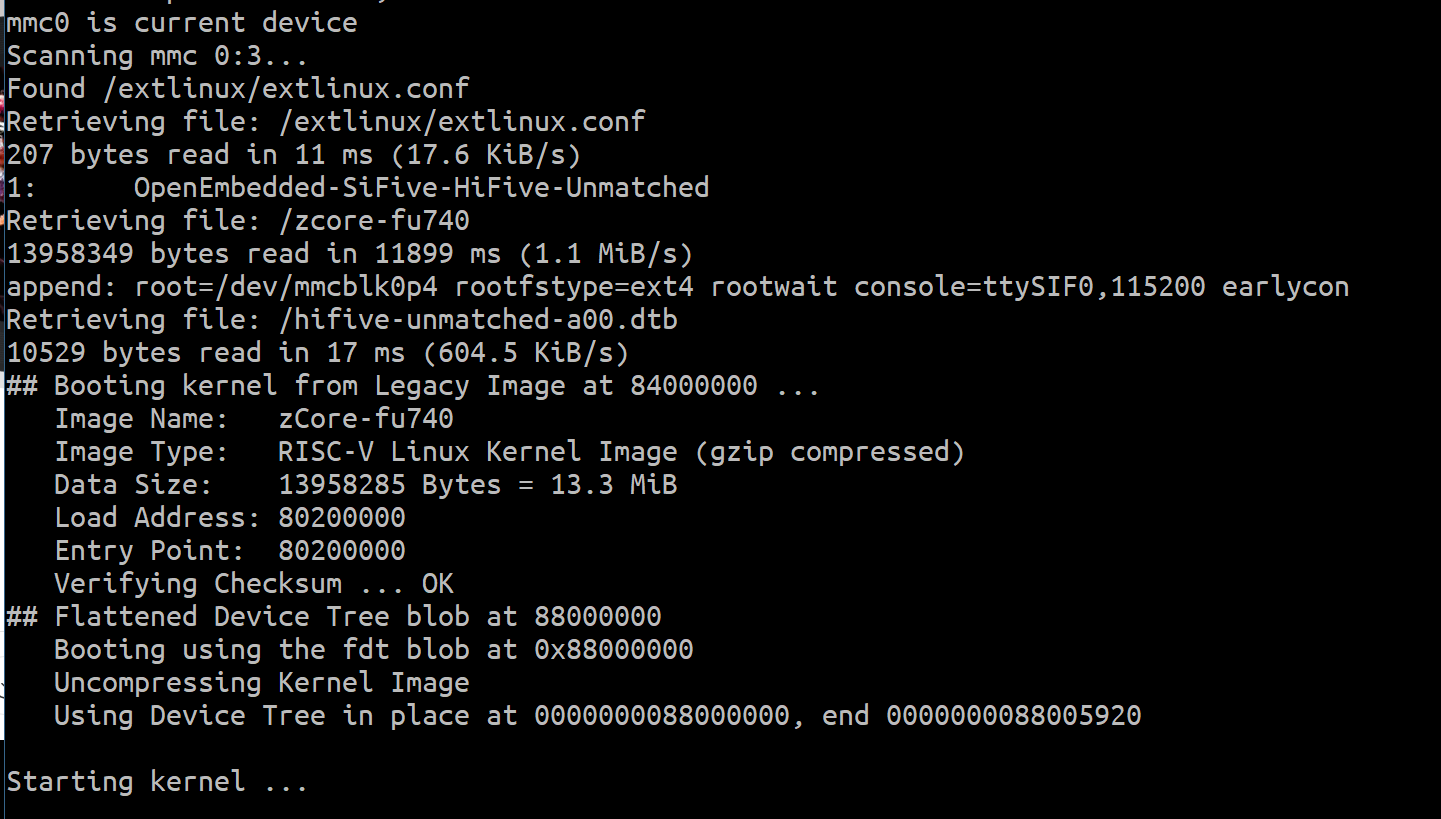 mmc0 is current device
Scanning mmc 0:3...
Found /extlinux/extlinux.conf
Retrieving file: /extlinux/extlinux.conf
207 bytes read in 11 ms (17.6 KiB/s)
1:      OpenEmbedded-SiFive-HiFive-Unmatched
Retrieving file: /zcore-fu740
13958349 bytes read in 11899 ms (1.1 MiB/s)
append: root=/dev/mmcblk0p4 rootfstype=ext4 rootwait console=ttySIF0,115200 earlycon
Retrieving file: /hifive-unmatched-a00.dtb
10529 bytes read in 17 ms (604.5 KiB/s)
## Booting kernel from Legacy Image at 84000000 ...
   Image Name:   zCore-fu740
   Image Type:   RISC-V Linux Kernel Image (gzip compressed)
   Data Size:    13958285 Bytes = 13.3 MiB
   Load Address: 80200000
   Entry Point:  80200000
   Verifying Checksum ... OK
## Flattened Device Tree blob at 88000000
   Booting using the fdt blob at 0x88000000
   Uncompressing Kernel Image
   Using Device Tree in place at 0000000088000000, end 0000000088005920
Starting kernel ...